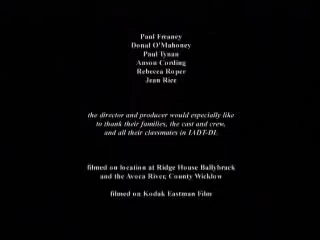 Paul Freaney
Donal O'Mahoney
Paul Tynan
Anson Cording
Rebecca Roper
Jean Rice
the director and producer would especially like
to thank their families, the cast and crew,
and all their classmates in IADT-DL
filmed on location at Ridge House Ballybrack
and the Avoca River, County Wicklow
filmed on Kodak Eastman Film